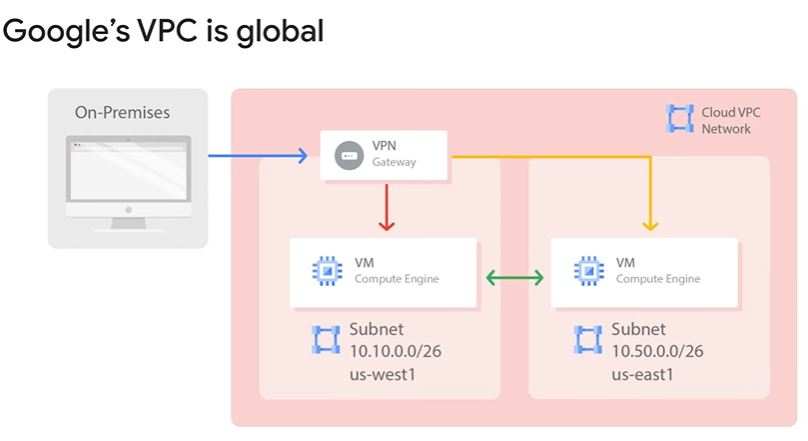 Google's VPC is global
On-Premises
VPN
Gateway
Cloud VPC
Network
VM
Compute Engine
Subnet
10.10.0.0/26
us-west1
VM
Compute Engine
Subnet
10.50.0.0/26
us-east1